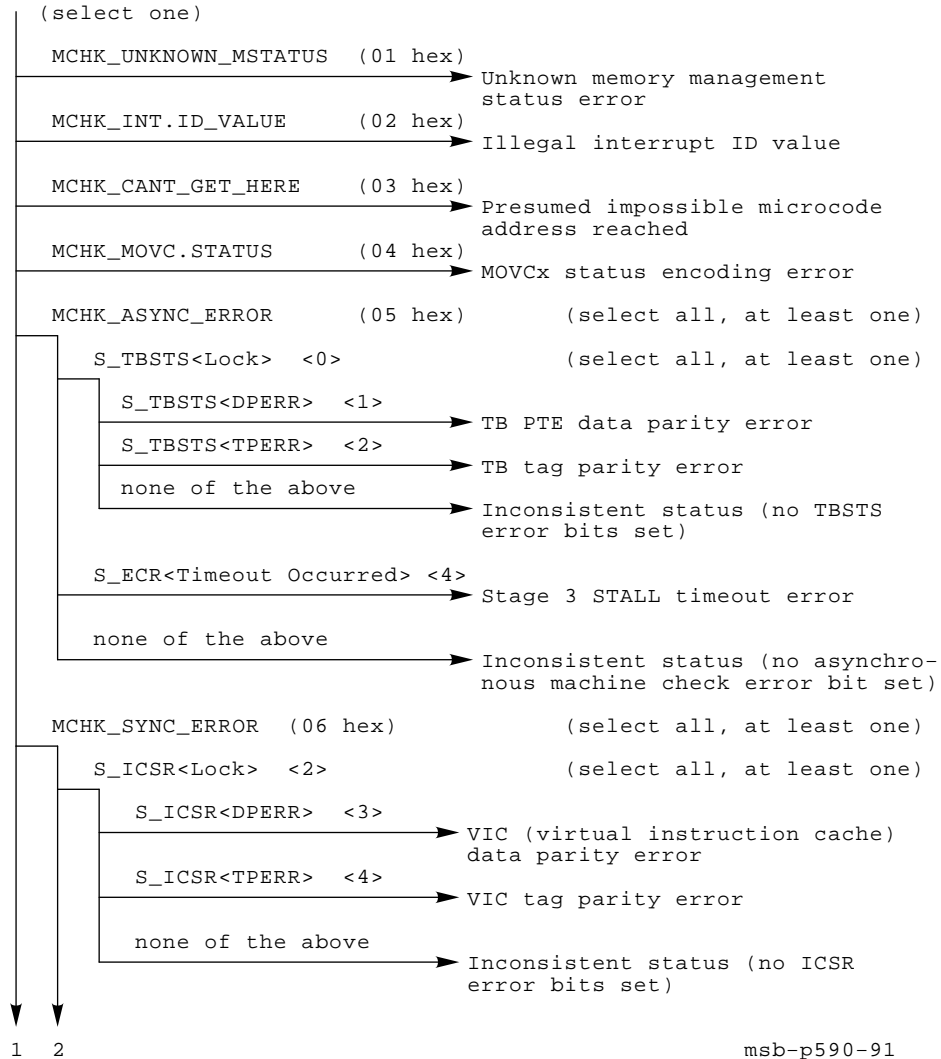 (select one)
MCHK_UNKNOWN_MSTATUS (01 hex)
Unknown memory management
status error
MCHK_INT.ID_VALUE (02 hex)
Illegal interrupt ID value
MCHK_CANT_GET_HERE (03 hex)
Presumed impossible microcode
address reached
MCHK_MOVC.STATUS (04 hex)
MOVCx status encoding error
MCHK_ASYNC_ERROR (05 hex) (select all, at least one)
S_TBSTS<Lock> <0> (select all, at least one)
S_TBSTS<DPERR> <1>
TB PTE data parity error
S_TBSTS<TPERR> <2>
TB tag parity error
none of the above
Inconsistent status (no TBSTS
error bits set)
S_ECR<Timeout Occurred> <4>
Stage 3 STALL timeout error
none of the above
Inconsistent status (no asynchro-
nous machine check error bit set)
MCHK_SYNC_ERROR (06 hex) (select all, at least one)
S_ICSR<Lock> <2> (select all, at least one)
S_ICSR<DPERR> <3>
VIC (virtual instruction cache)
data parity error
S_ICSR<TPERR> <4>
VIC tag parity error
none of the above
Inconsistent status (no ICSR
error bits set)
1 2 msb-p590-91